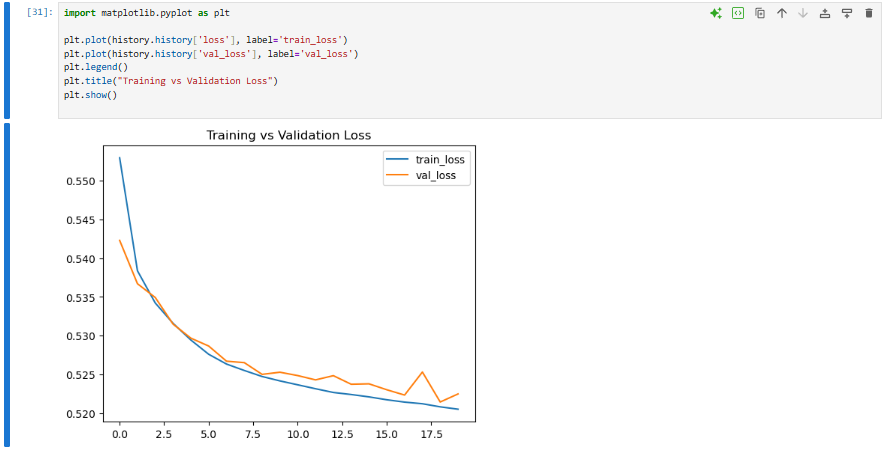 [31]:
import matplotlib.pyplot as plt
plt.plot(history.history['loss'], label='train_loss')
plt.plot(history.history['val_loss'], label='val_loss')
plt.legend()
plt.title("Training vs Validation Loss")
plt.show()
Training vs Validation Loss
train_loss
val_loss
0.550
0.545
0.540
0.535
0.530
0.525
0.520
0.0 2.5 5.0 7.5 10.0 12.5 15.0 17.5